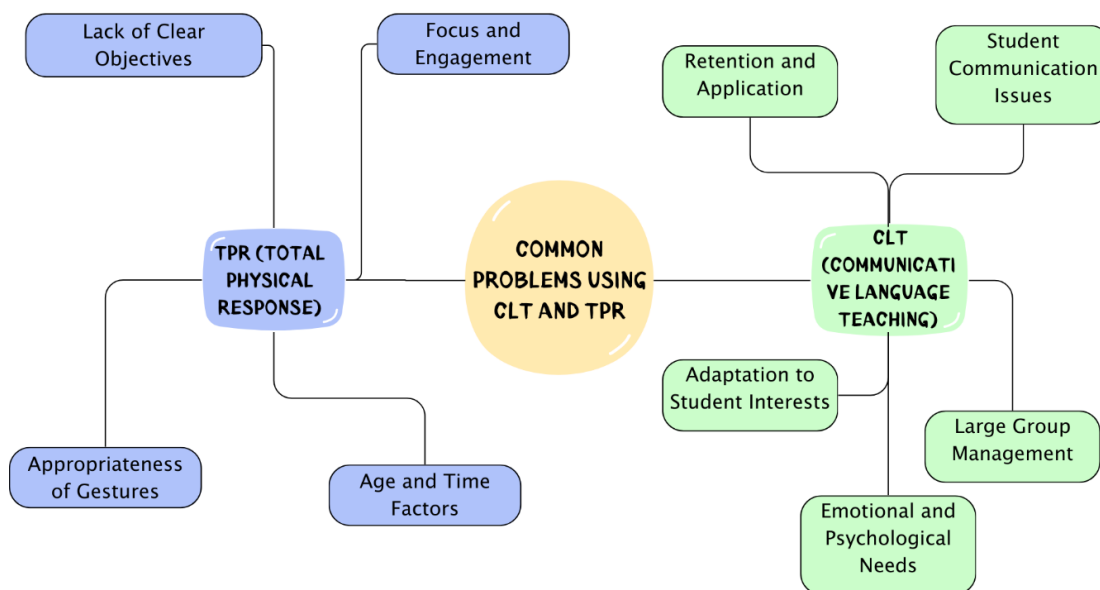 Lack of Clear
Objectives
Focus and
Engagement
Retention and
Application
Student
Communication
Issues
TPR (TOTAL
PHYSICAL
RESPONSE)
COMMON
PROBLEMS USING
CLT AND TPR
CLT
(COMMUNICATI
VE LANGUAGE
TEACHING)
Adaptation to
Student Interests
Large Group
Management
Appropriateness
of Gestures
Age and Time
Factors
Emotional and
Psychological
Needs